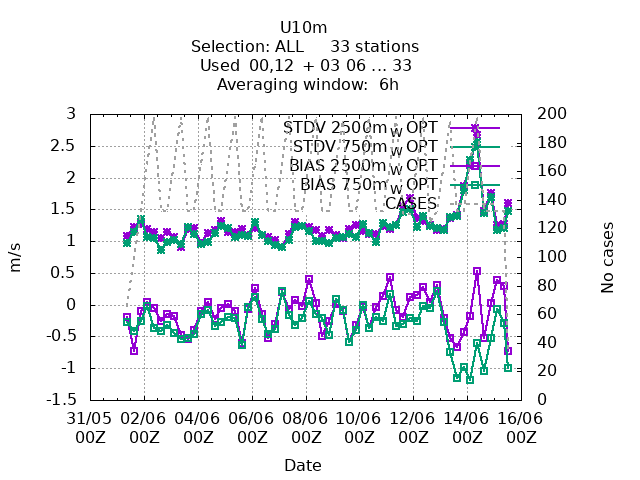 U10m
Selection: ALL 33 stations
Used 00,12 + 03 06 ... 33
Averaging window: 6h
STDV 2500m w OPT
STDV 750m w OPT
BIAS 2500m w OPT
BIAS 750m w OPT
CASES
3
2.5
2
1.5
1
0.5
0
-0.5
-1
-1.5
m/s
200
180
160
140
120
100
80
60
40
20
0
No cases
31/05 02/06 04/06 06/06 08/06 10/06 12/06 14/06 16/06
00Z 00Z 00Z 00Z 00Z 00Z 00Z 00Z 00Z
Date